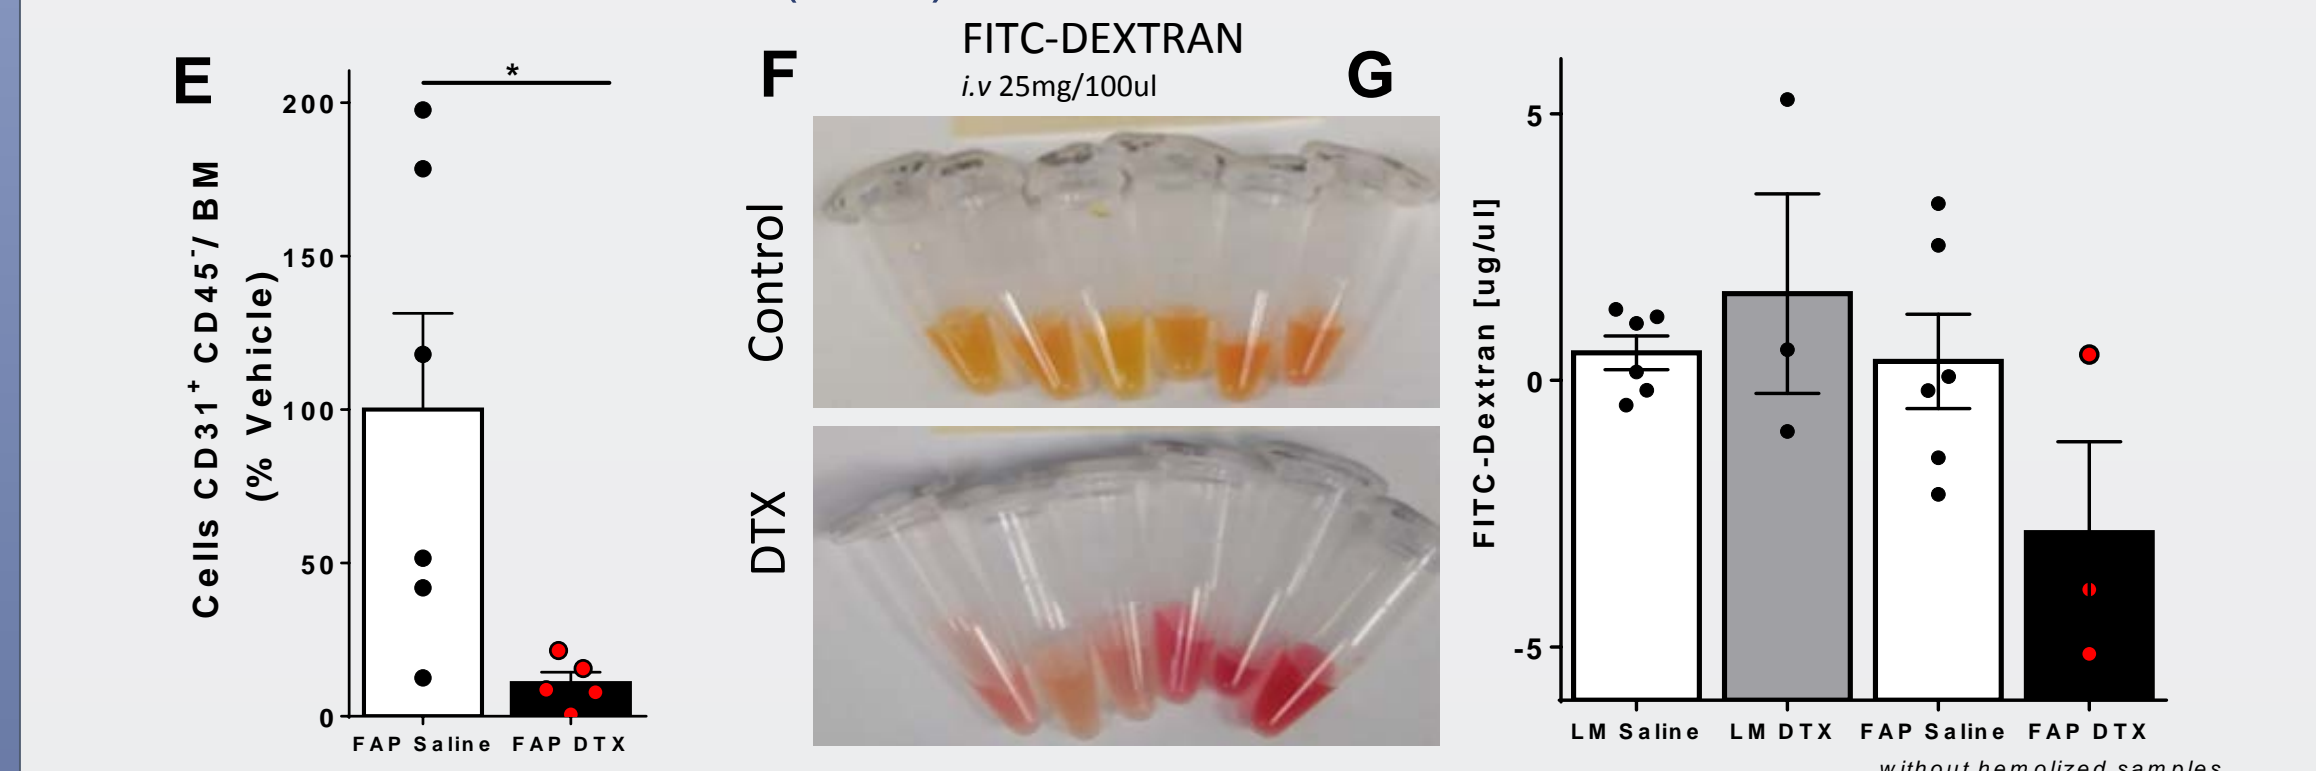 E
*
Cells CD31⁺ CD45⁻/ BM
(% Vehicle)
200
150
100
50
0
FAP Saline FAP DTX
F
FITC-DEXTRAN
i.v 25mg/100ul
Control
DTX
G
FITC-Dextran [ug/ul]
5
0
-5
LM Saline LM DTX FAP Saline FAP DTX
without hemolized samples